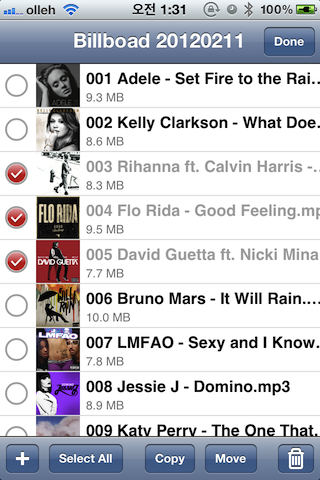 olleh 오전 1:31
Billboad 20120211 Done
001 Adele - Set Fire to the Rai...
9.3 MB
002 Kelly Clarkson - What Doe...
8.6 MB
003 Rihanna ft. Calvin Harris -...
8.3 MB
004 Flo Rida - Good Feeling.mp...
9.5 MB
005 David Guetta ft. Nicki Mina...
7.7 MB
006 Bruno Mars - It Will Rain....
10.0 MB
007 LMFAO - Sexy and I Know...
7.5 MB
008 Jessie J - Domino.mp3
8.9 MB
009 Katy Perry - The One That...
+ Select All Copy Move
ADELE
FLO RIDA
DAVID GUETTA